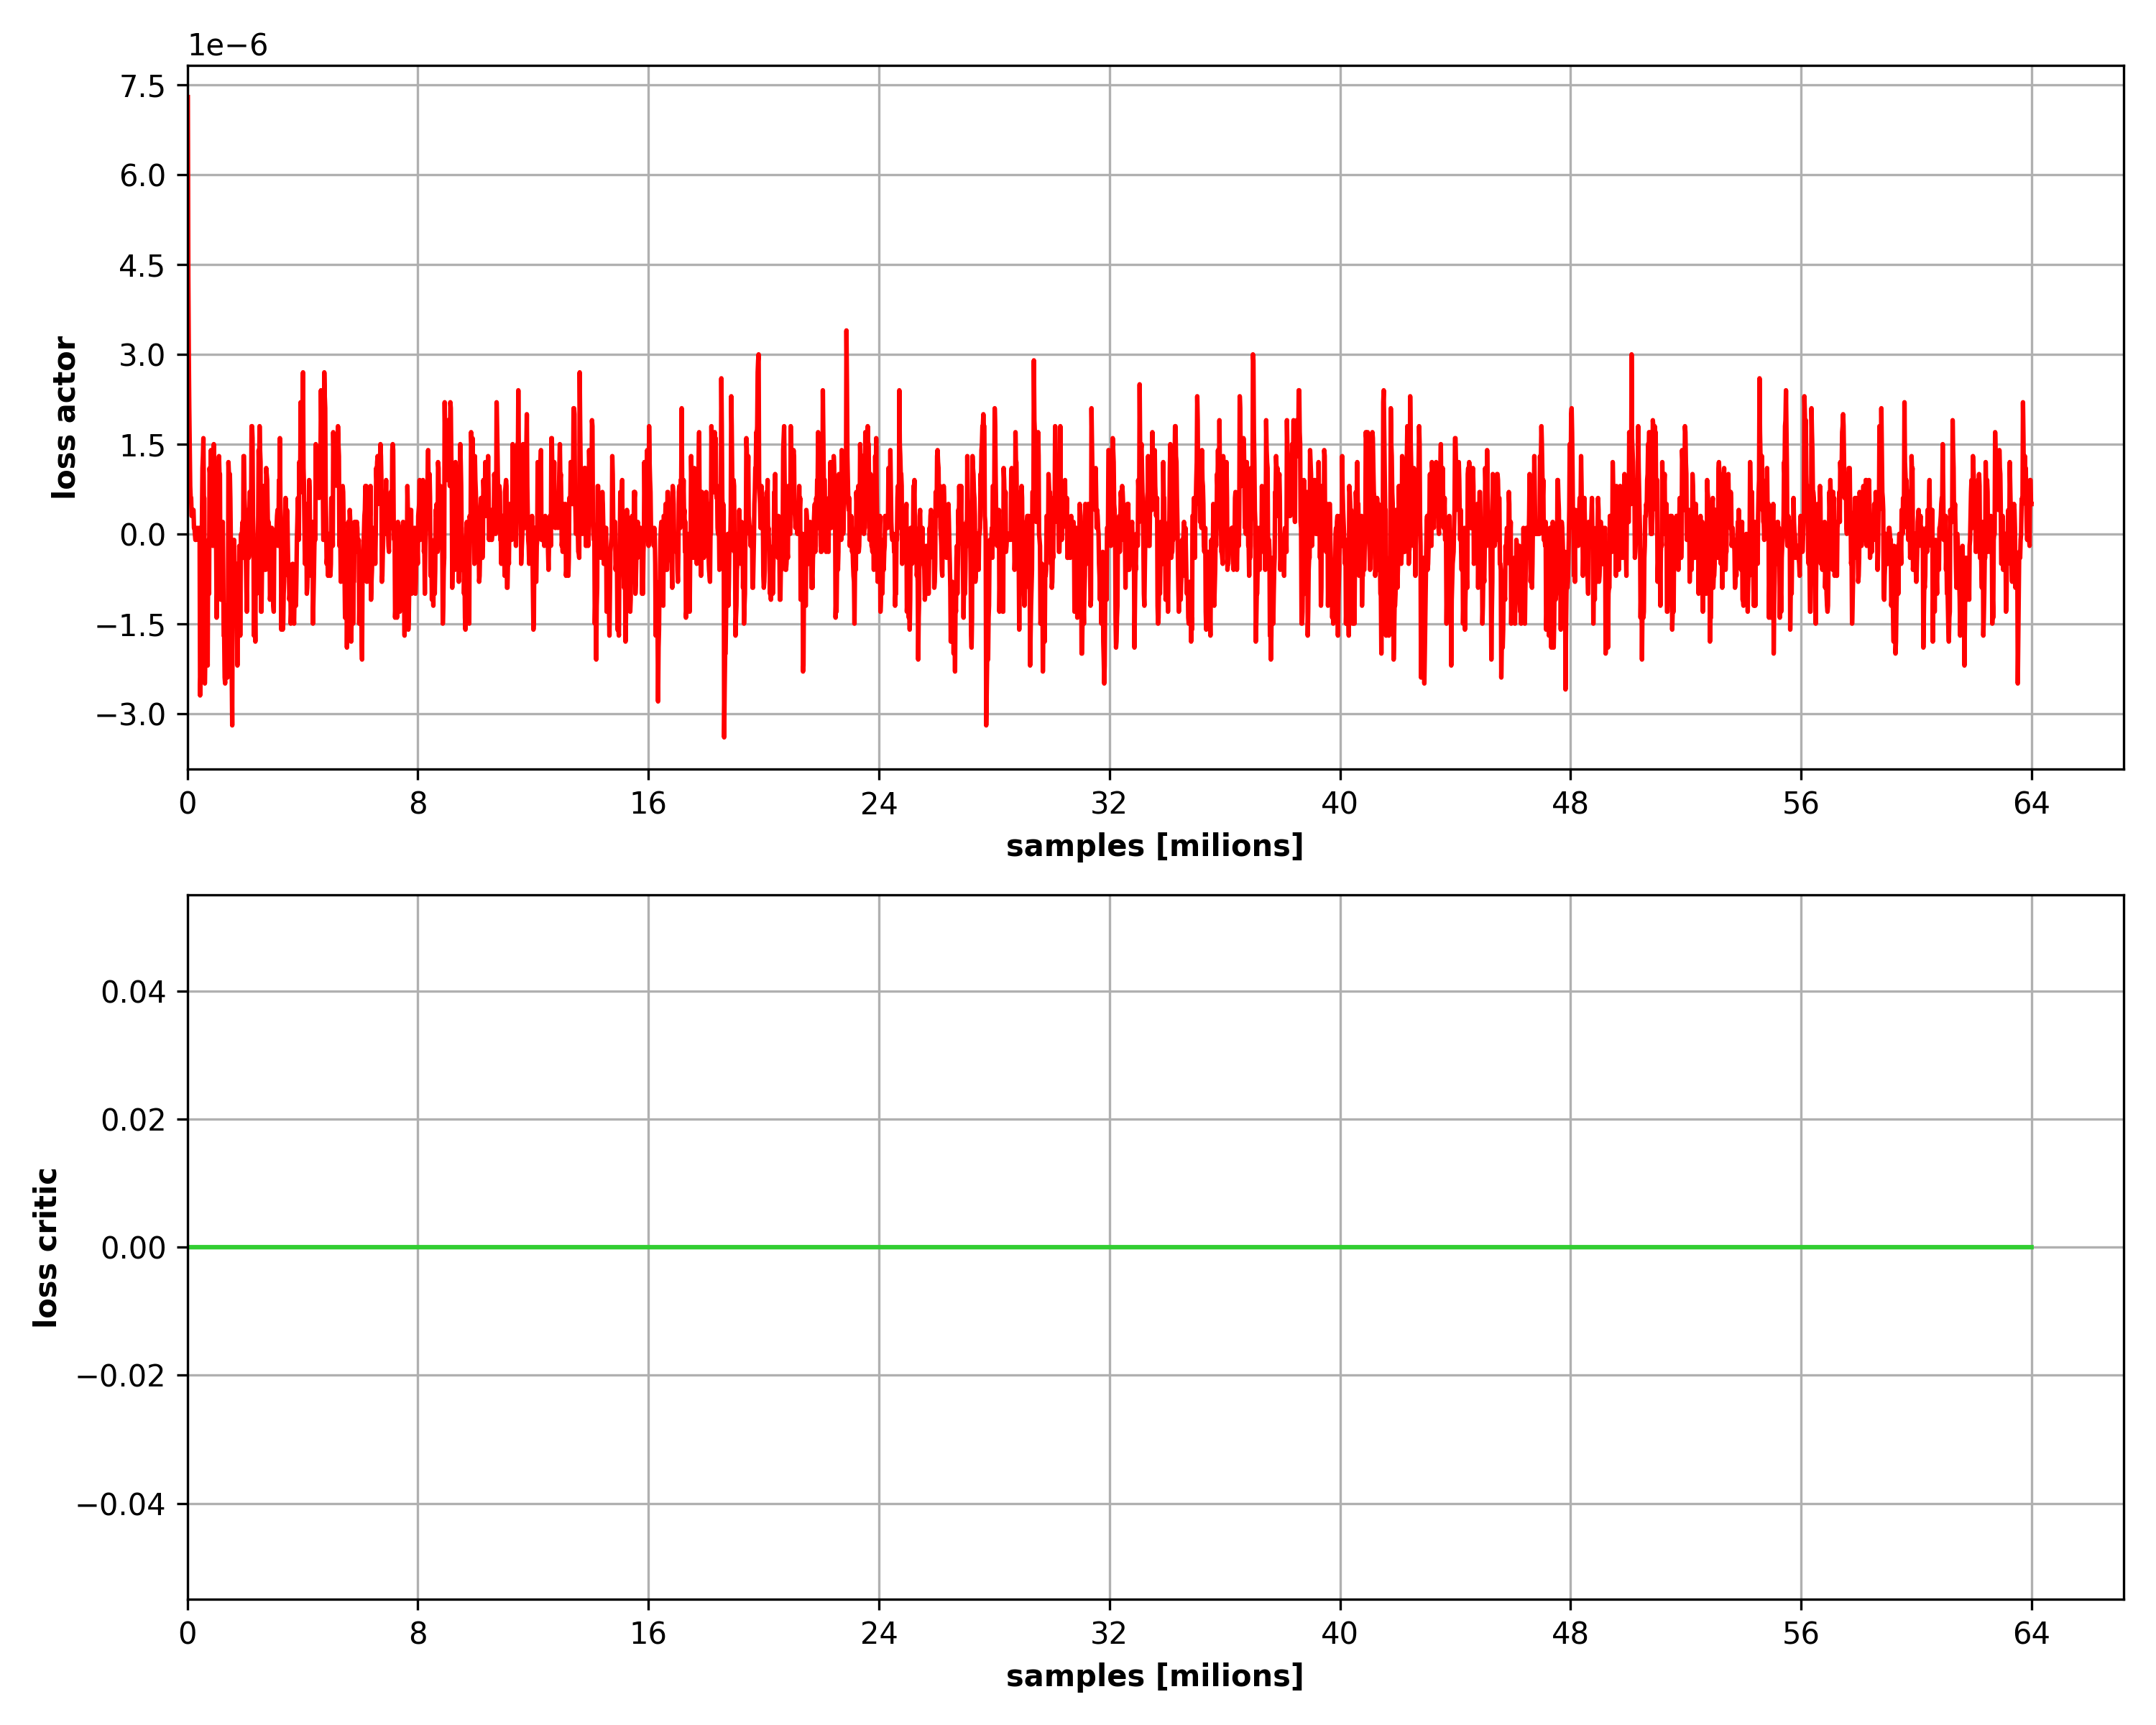 1e−6
7.5
6.0
4.5
3.0
1.5
0.0
−1.5
−3.0
loss actor
0 8 16 24 32 40 48 56 64
samples [milions]
0.04
0.02
0.00
−0.02
−0.04
loss critic
0 8 16 24 32 40 48 56 64
samples [milions]